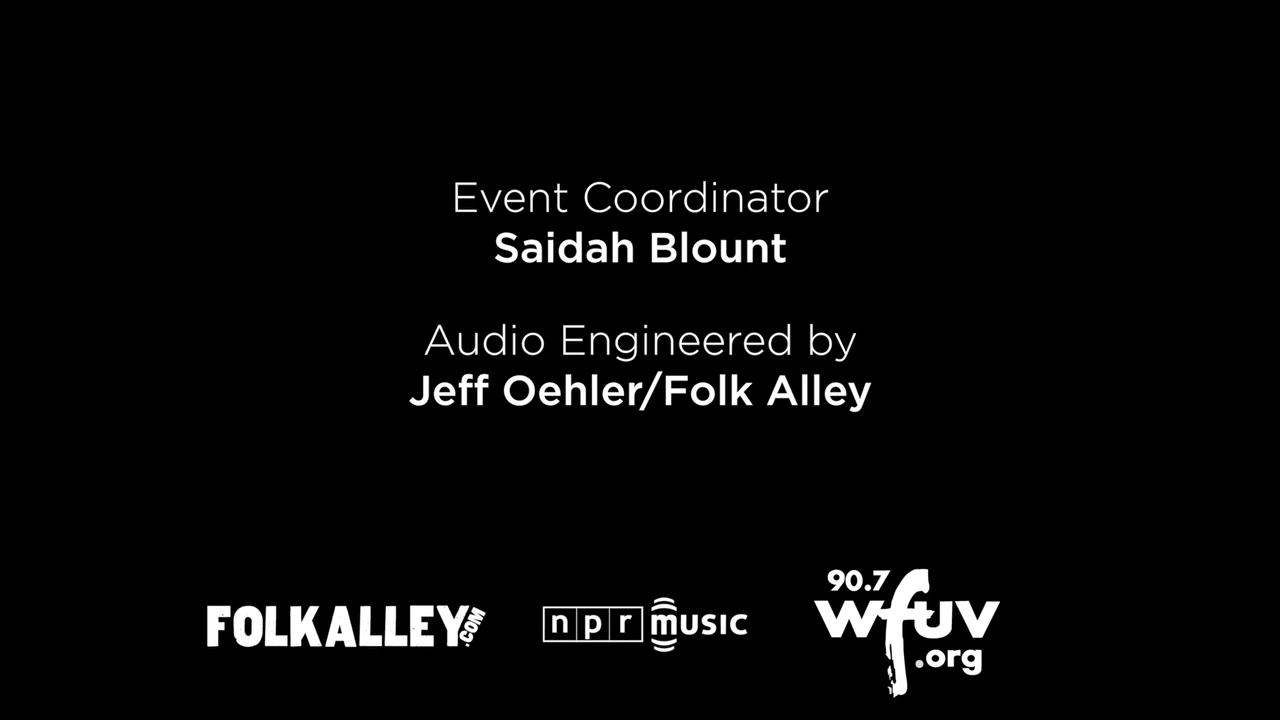 Event Coordinator
Saidah Blount
Audio Engineered by
Jeff Oehler/Folk Alley
FOLKALLEY.COM
npr music
90.7
wfuv
.org